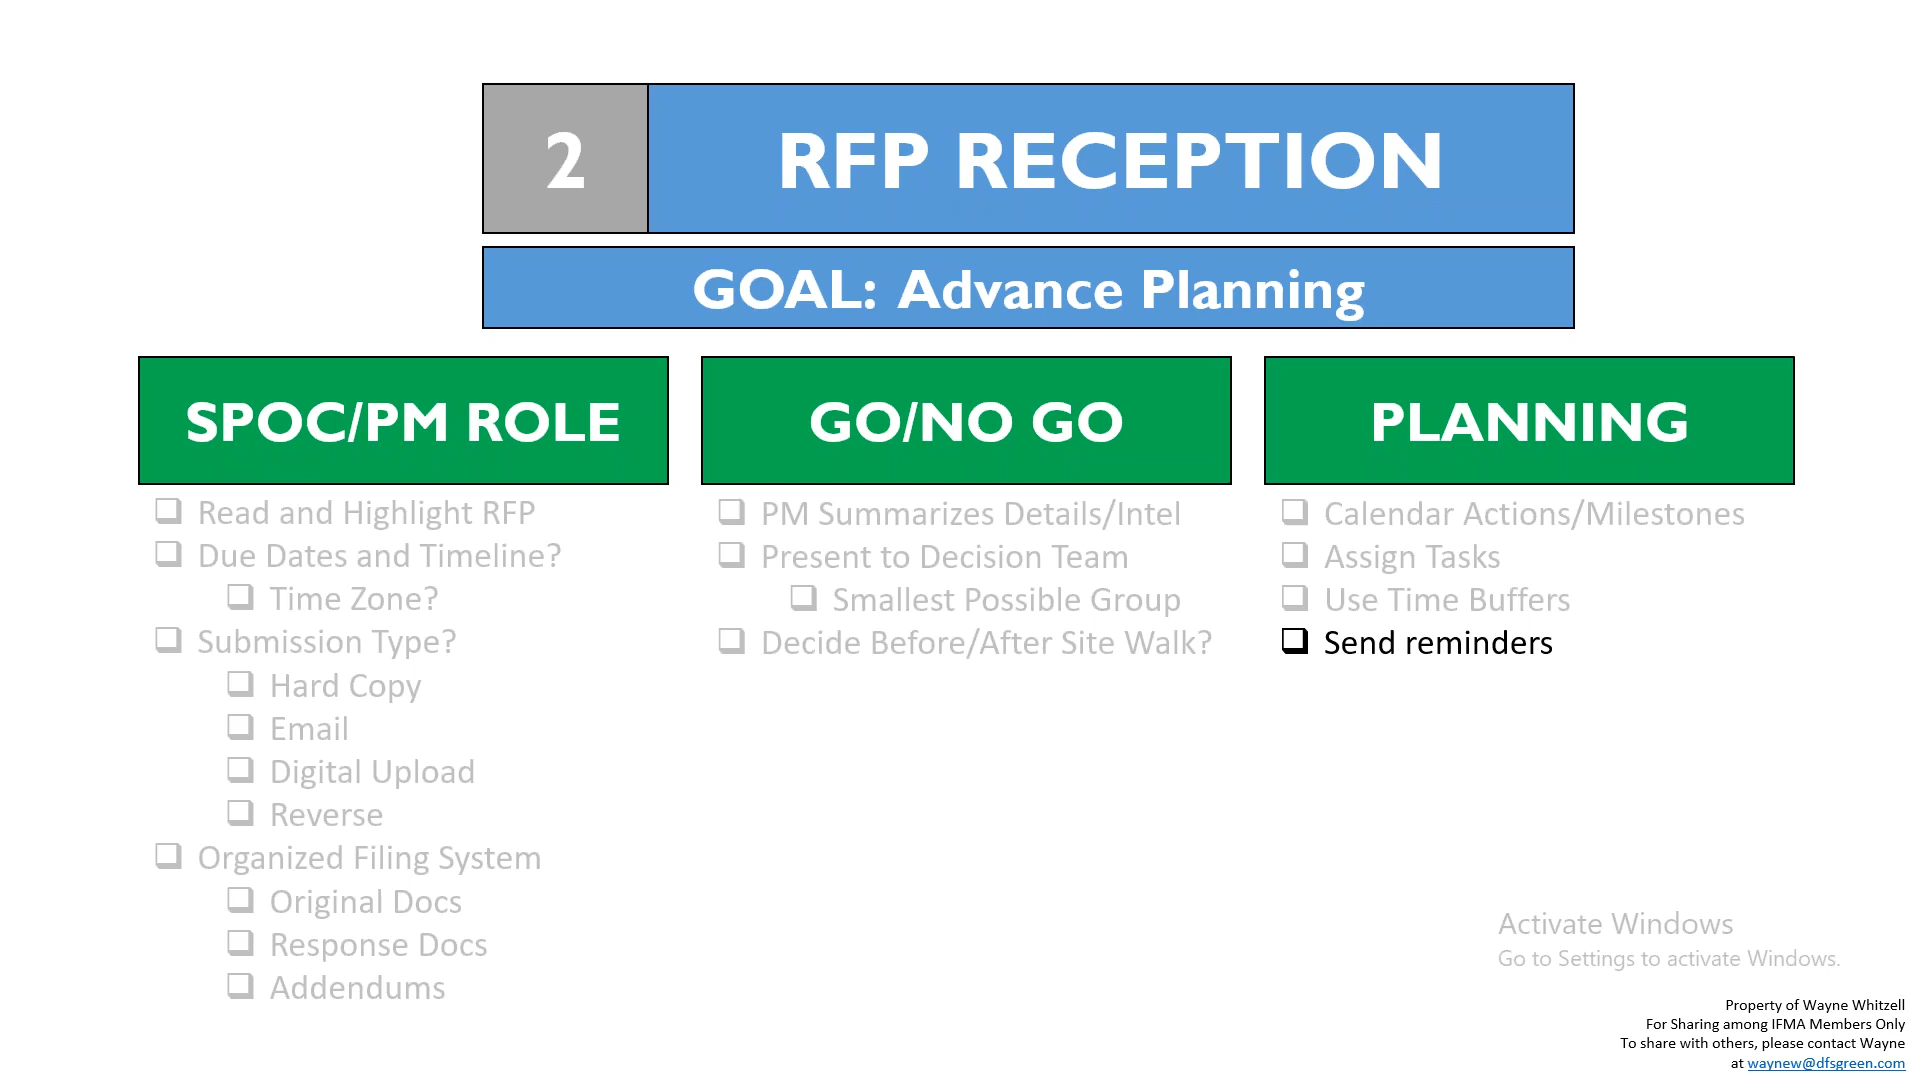 2
RFP RECEPTION
GOAL: Advance Planning
SPOC/PM ROLE
Read and Highlight RFP
Due Dates and Timeline?
Time Zone?
Submission Type?
Hard Copy
Email
Digital Upload
Reverse
Organized Filing System
Original Docs
Response Docs
Addendums
GO/NO GO
PM Summarizes Details/Intel
Present to Decision Team
Smallest Possible Group
Decide Before/After Site Walk?
PLANNING
Calendar Actions/Milestones
Assign Tasks
Use Time Buffers
Send reminders
Activate Windows
Go to Settings to activate Windows.
Property of Wayne Whitzell
For Sharing among IFMA Members Only
To share with others, please contact Wayne
at waynew@dfsgreen.com